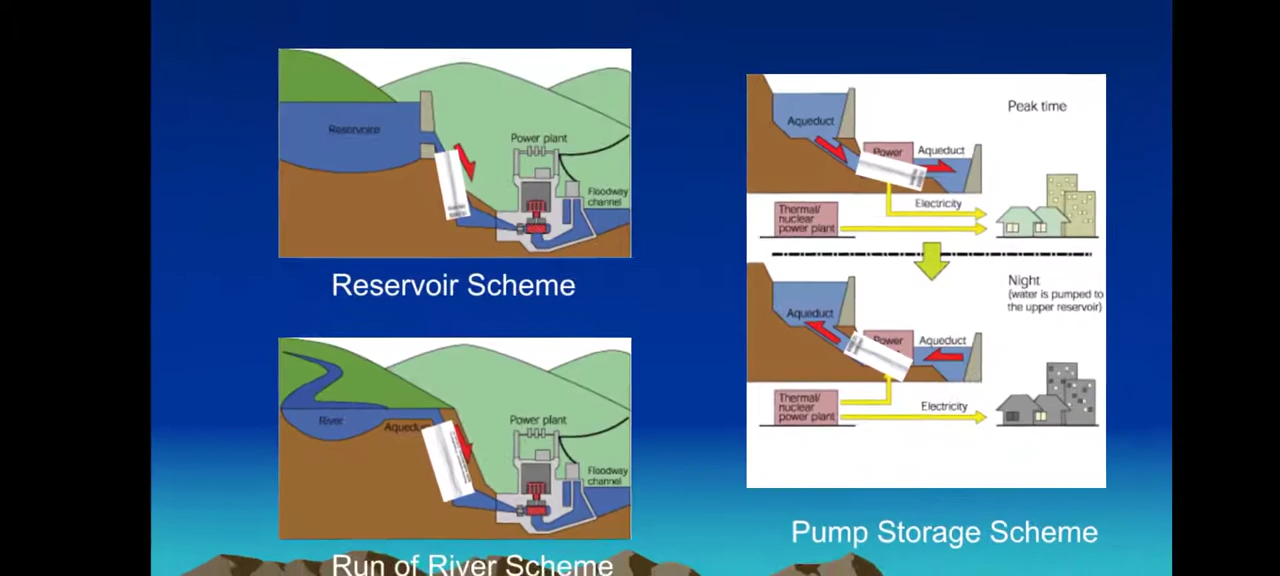 Reservoire
Power plant
Floodway
channel
Reservoir Scheme
River
Aqueduct
Power plant
Floodway
channel
Run of River Scheme
Peak time
Aqueduct
Power
Aqueduct
Electricity
Thermal/
nuclear
power plant
Night
(water is pumped to
the upper reservoir)
Aqueduct
Power
Aqueduct
Thermal/
nuclear
power plant
Electricity
Pump Storage Scheme